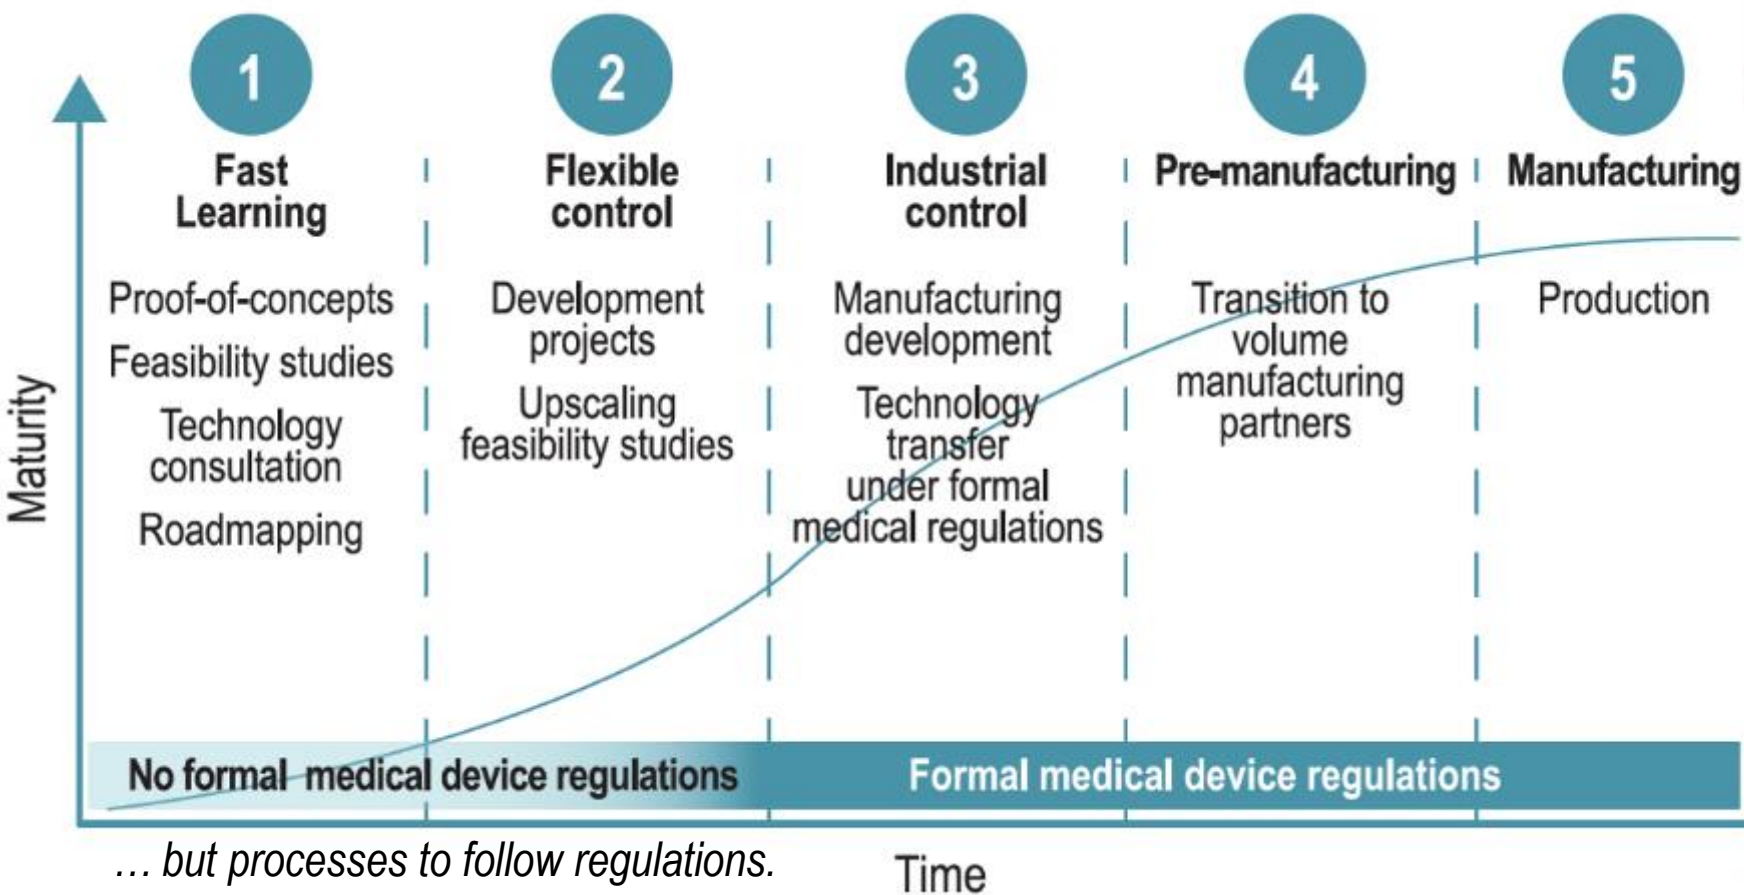 1
Fast
Learning
Proof-of-concepts
Feasibility studies
Technology
consultation
Roadmapping
2
Flexible
control
Development
projects
Upscaling
feasibility studies
3
Industrial
control
Manufacturing
development
Technology
transfer
under formal
medical regulations
4
Pre-manufacturing
Transition to
volume
manufacturing
partners
5
Manufacturing
Production
Maturity
No formal medical device regulations
Formal medical device regulations
... but processes to follow regulations.
Time